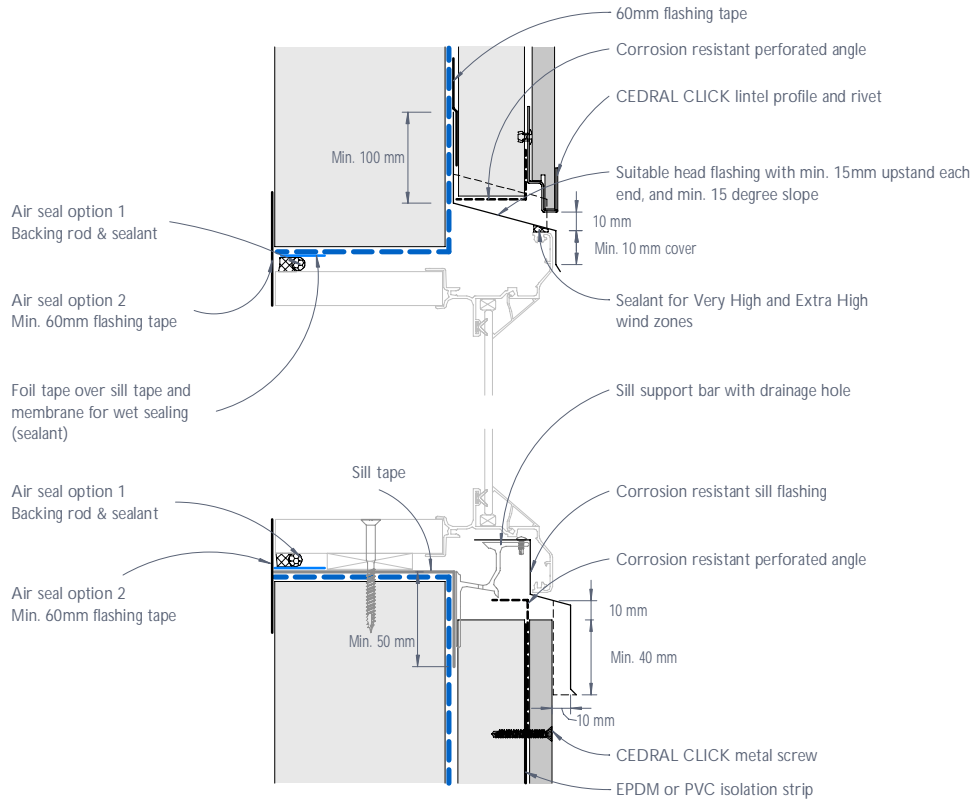 60mm flashing tape
Corrosion resistant perforated angle
CEDRAL CLICK lintel profile and rivet
Min. 100 mm
Suitable head flashing with min. 15mm upstand each
end, and min. 15 degree slope
Air seal option 1
Backing rod & sealant
10 mm
Min. 10 mm cover
Air seal option 2
Min. 60mm flashing tape
Sealant for Very High and Extra High
wind zones
Foil tape over sill tape and
membrane for wet sealing
(sealant)
Sill support bar with drainage hole
Sill tape
Air seal option 1
Backing rod & sealant
Corrosion resistant sill flashing
Corrosion resistant perforated angle
Air seal option 2
Min. 60mm flashing tape
10 mm
Min. 50 mm
Min. 40 mm
10 mm
CEDRAL CLICK metal screw
EPDM or PVC isolation strip